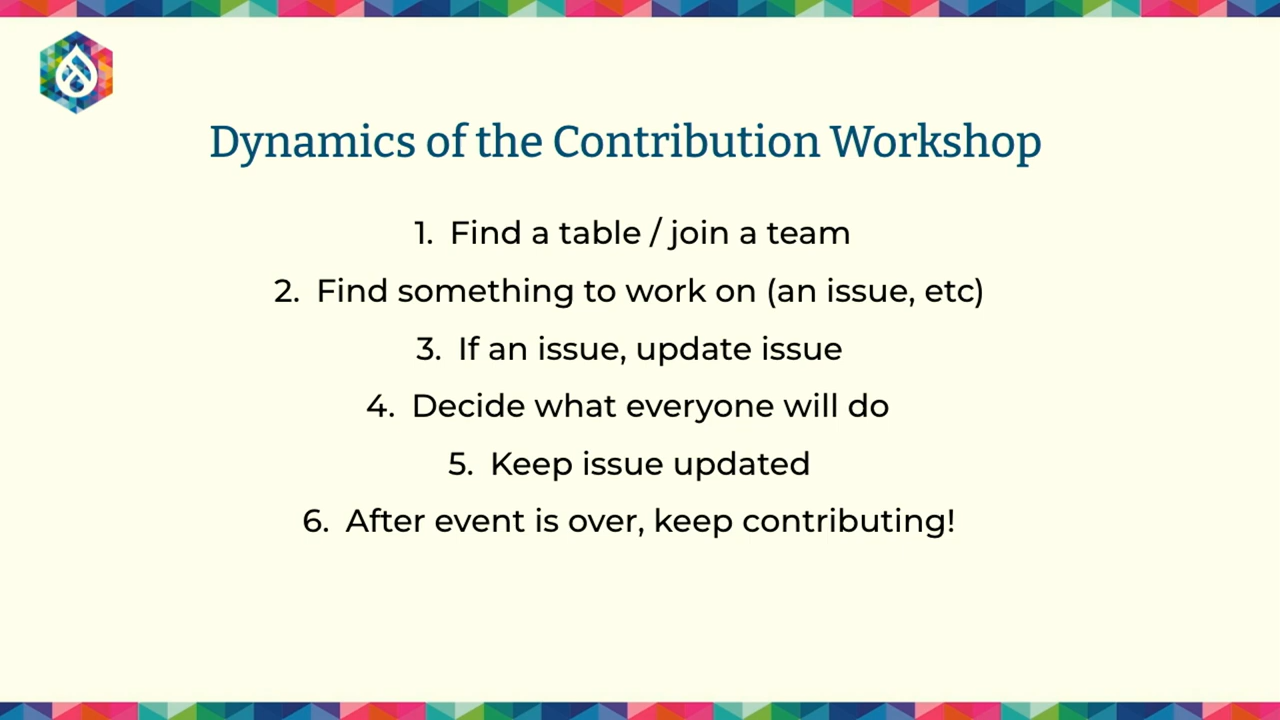 Dynamics of the Contribution Workshop
1. Find a table / join a team
2. Find something to work on (an issue, etc)
3. If an issue, update issue
4. Decide what everyone will do
5. Keep issue updated
6. After event is over, keep contributing!